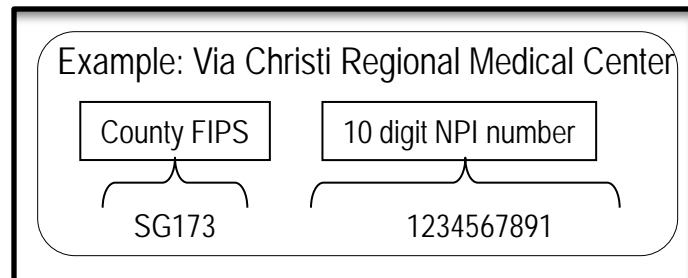 Example: Via Christi Regional Medical Center
County FIPS 10 digit NPI number
SG173 1234567891